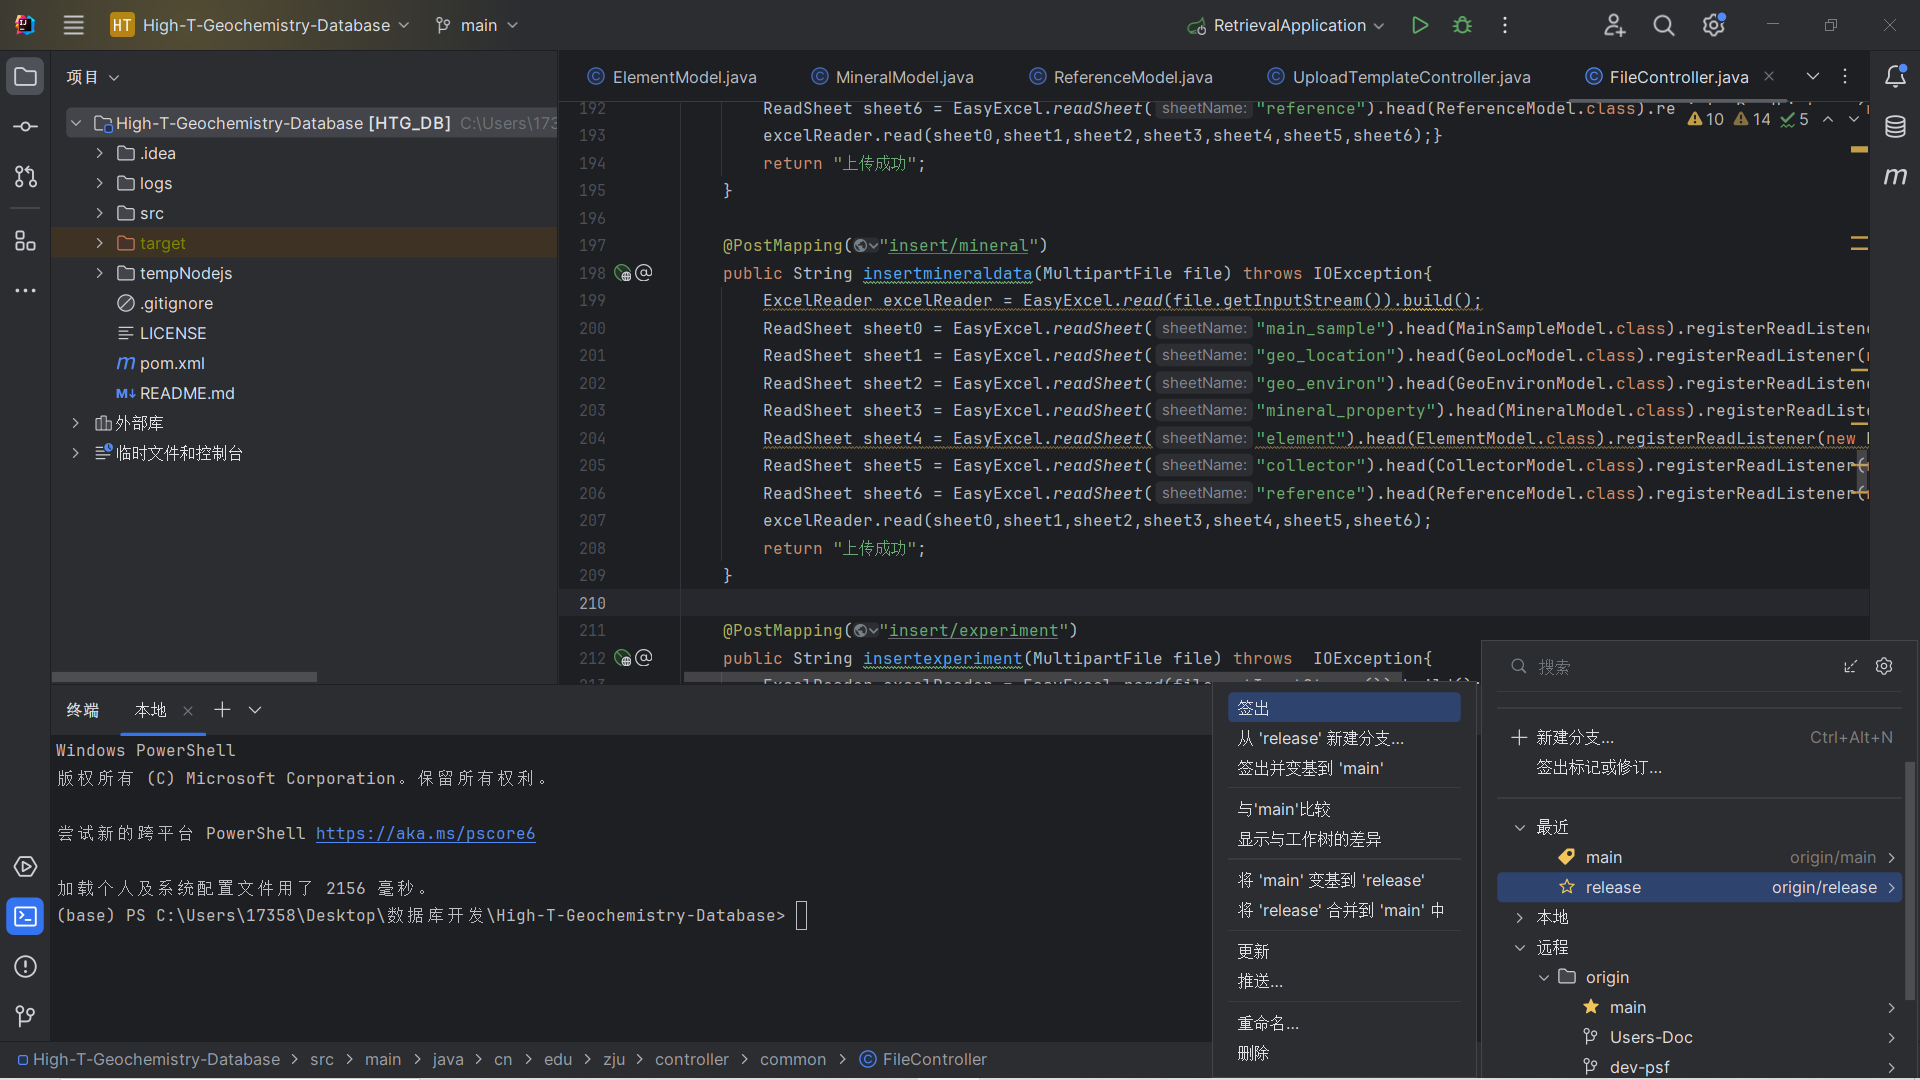 HT High-T-Geochemistry-Database main RetrievalApplication
项目
ElementModel.java MineralModel.java ReferenceModel.java UploadTemplateController.java FileController.java
High-T-Geochemistry-Database [HTG_DB] C:\Users\173
.idea
logs
src
target
tempNodejs
.gitignore
LICENSE
pom.xml
README.md
外部库
临时文件和控制台
10 14 5
192 ReadSheet sheet6 = EasyExcel.readSheet( sheetName: "reference").head(ReferenceModel.class).re
193 excelReader.read(sheet0,sheet1,sheet2,sheet3,sheet4,sheet5,sheet6);}
194 return "上传成功";
195 }
196
197 @PostMapping("insert/mineral")
198 public String insertmineraldata(MultipartFile file) throws IOException{
199 ExcelReader excelReader = EasyExcel.read(file.getInputStream()).build();
200 ReadSheet sheet0 = EasyExcel.readSheet( sheetName: "main_sample").head(MainSampleModel.class).registerReadListene
201 ReadSheet sheet1 = EasyExcel.readSheet( sheetName: "geo_location").head(GeoLocModel.class).registerReadListener(
202 ReadSheet sheet2 = EasyExcel.readSheet( sheetName: "geo_environ").head(GeoEnvironModel.class).registerReadListene
203 ReadSheet sheet3 = EasyExcel.readSheet( sheetName: "mineral_property").head(MineralModel.class).registerReadListe
204 ReadSheet sheet4 = EasyExcel.readSheet( sheetName: "element").head(ElementModel.class).registerReadListener(new
205 ReadSheet sheet5 = EasyExcel.readSheet( sheetName: "collector").head(CollectorModel.class).registerReadListener(
206 ReadSheet sheet6 = EasyExcel.readSheet( sheetName: "reference").head(ReferenceModel.class).registerReadListener(
207 excelReader.read(sheet0,sheet1,sheet2,sheet3,sheet4,sheet5,sheet6);
208 return "上传成功";
209 }
210
211 @PostMapping("insert/experiment")
212 public String insertexperiment(MultipartFile file) throws IOException{
终端 本地
Windows PowerShell
版权所有 (C) Microsoft Corporation。保留所有权利。
尝试新的跨平台 PowerShell https://aka.ms/pscore6
加载个人及系统配置文件用了 2156 毫秒。
(base) PS C:\Users\17358\Desktop\数据库开发\High-T-Geochemistry-Database>
签出
从 'release' 新建分支...
签出并变基到 'main'
与'main'比较
显示与工作树的差异
将 'main' 变基到 'release'
将 'release' 合并到 'main' 中
更新
推送...
重命名...
删除
搜索
新建分支... Ctrl+Alt+N
签出标记或修订...
最近
main origin/main
release origin/release
本地
远程
origin
main
Users-Doc
dev-psf
High-T-Geochemistry-Database > src > main > java > cn > edu > zju > controller > common > FileController